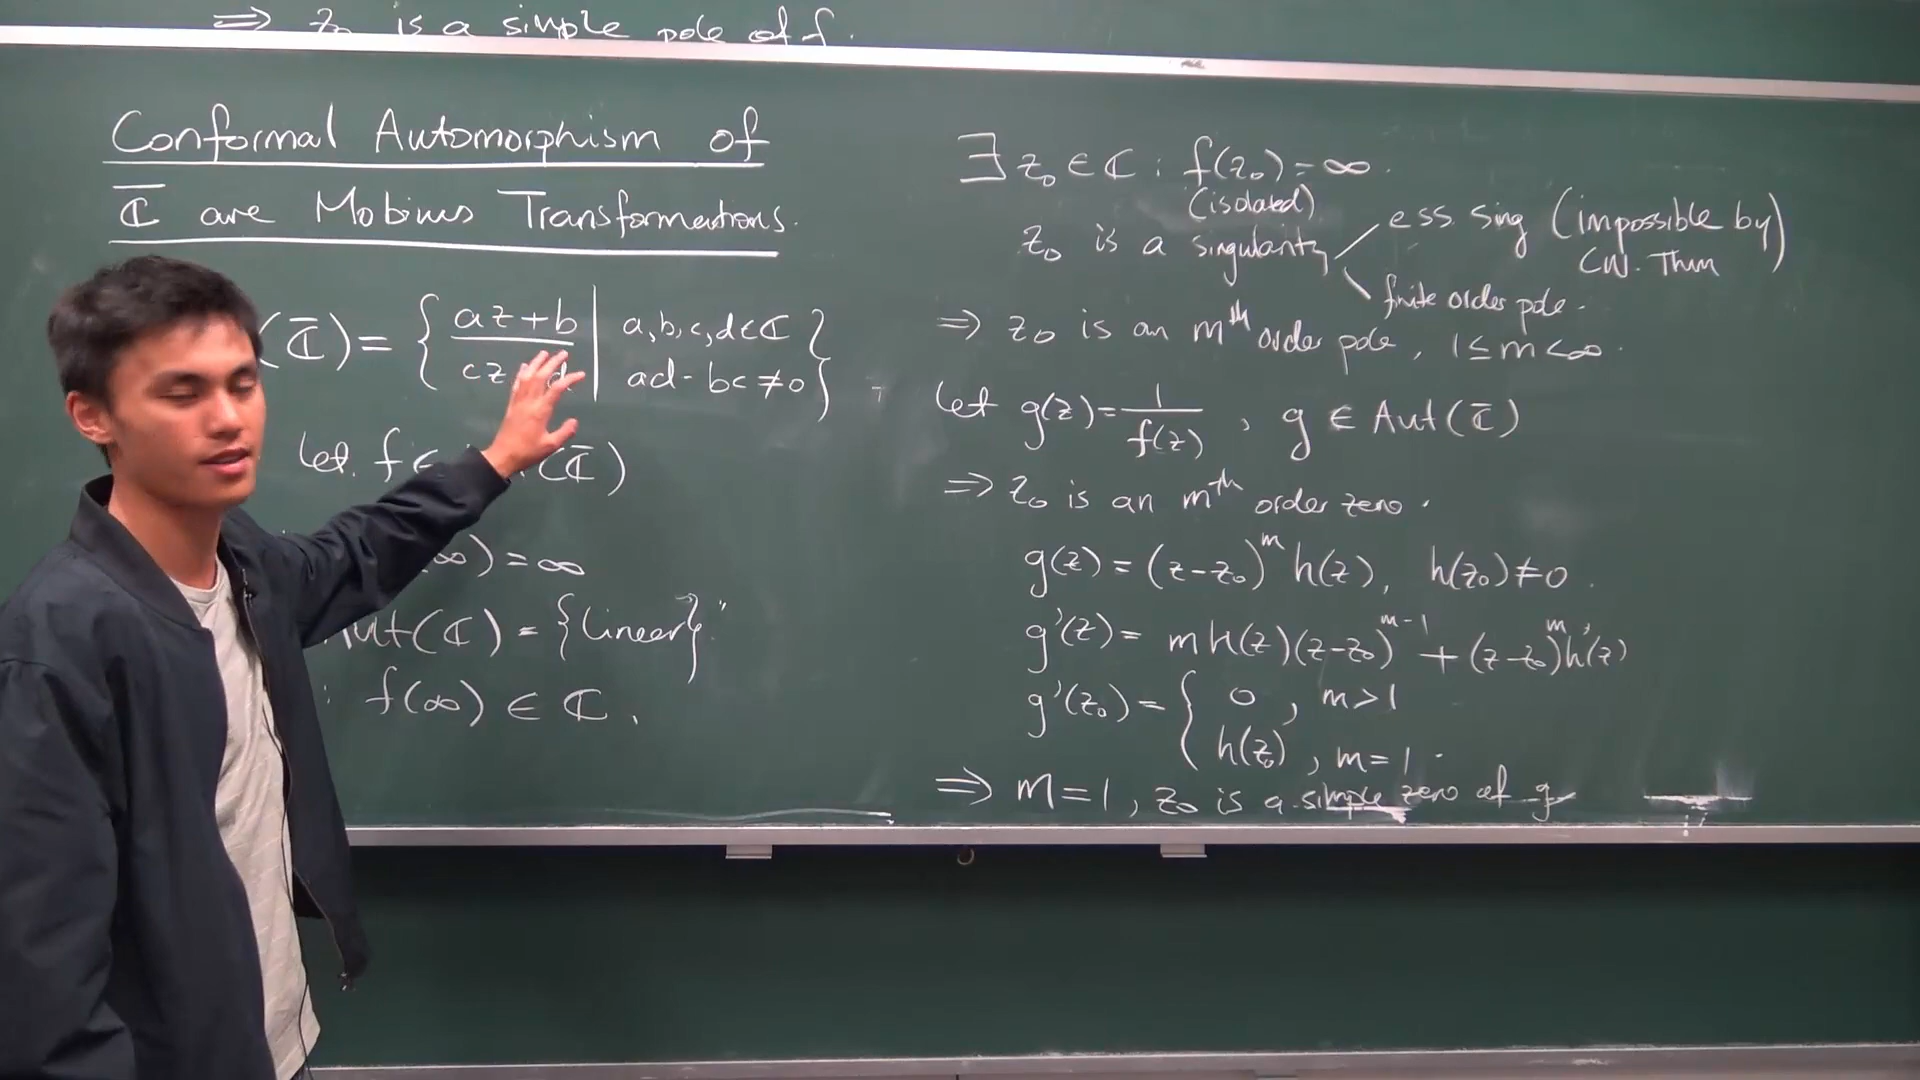 ⇒ z₀ is a simple pole of f.
Conformal Automorphism of
ℂ̅ are Mobius Transformations.
(ℂ̅) = { az+b / cz d | a,b,c,d ∈ ℂ, ad-bc ≠ 0 }
Let f ∈ (ℂ̅)
∞) = ∞
Aut(ℂ) = {linear}"
: f(∞) ∈ ℂ.
∃ z₀ ∈ ℂ : f(z₀) = ∞.
(isolated)
z₀ is a singularity
ess. sing (impossible by CW. Thm)
finite order pole.
⇒ z₀ is an mᵗʰ order pole, 1 ≤ m < ∞.
Let g(z) = 1/f(z), g ∈ Aut(ℂ̅)
⇒ z₀ is an mᵗʰ order zero.
g(z) = (z-z₀)ᵐ h(z), h(z₀) ≠ 0.
g'(z) = m h(z)(z-z₀)ᵐ⁻¹ + (z-z₀)ᵐ h'(z)
g'(z₀) = { 0, m>1
h(z₀), m=1.
⇒ m=1, z₀ is a simple zero of g